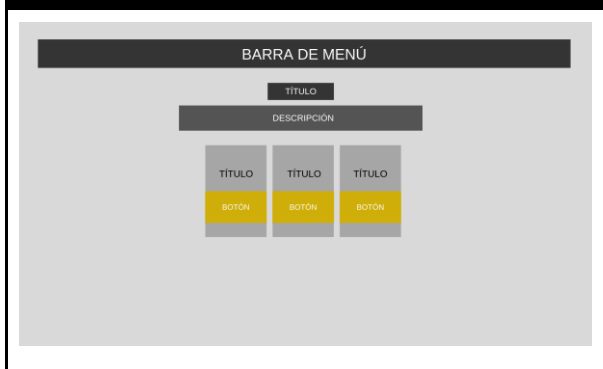 BARRA DE MENÚ
TÍTULO
DESCRIPCIÓN
TÍTULO TÍTULO TÍTULO
BOTÓN BOTÓN BOTÓN